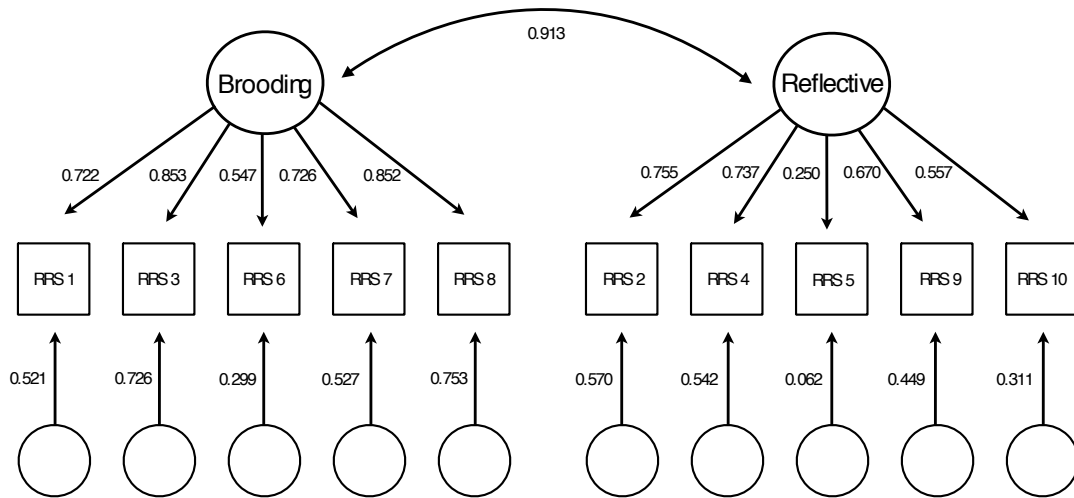 0.913
Brooding
Reflective
0.722
0.853
0.547
0.726
0.852
0.755
0.737
0.250
0.670
0.557
RRS 1
RRS 3
RRS 6
RRS 7
RRS 8
RRS 2
RRS 4
RRS 5
RRS 9
RRS 10
0.521
0.726
0.299
0.527
0.753
0.570
0.542
0.062
0.449
0.311